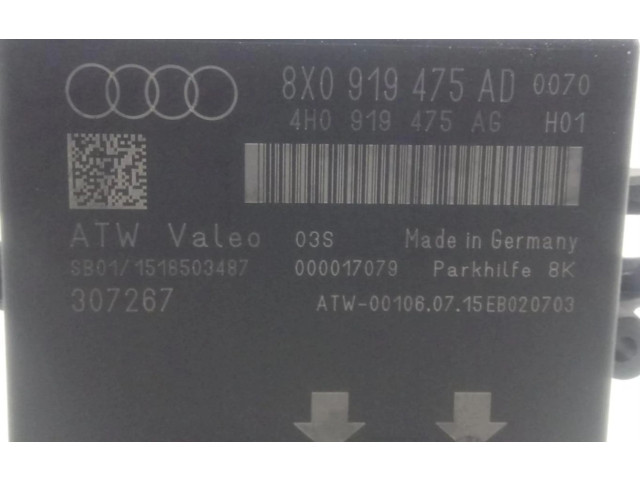 8X0 919 475 AD 0070
4H0 919 475 AG H01
ATW Valeo 03S Made in Germany
SB01/1518503487 000017079 Parkhilfe 8K
307267 ATW-00106.07.15EB020703